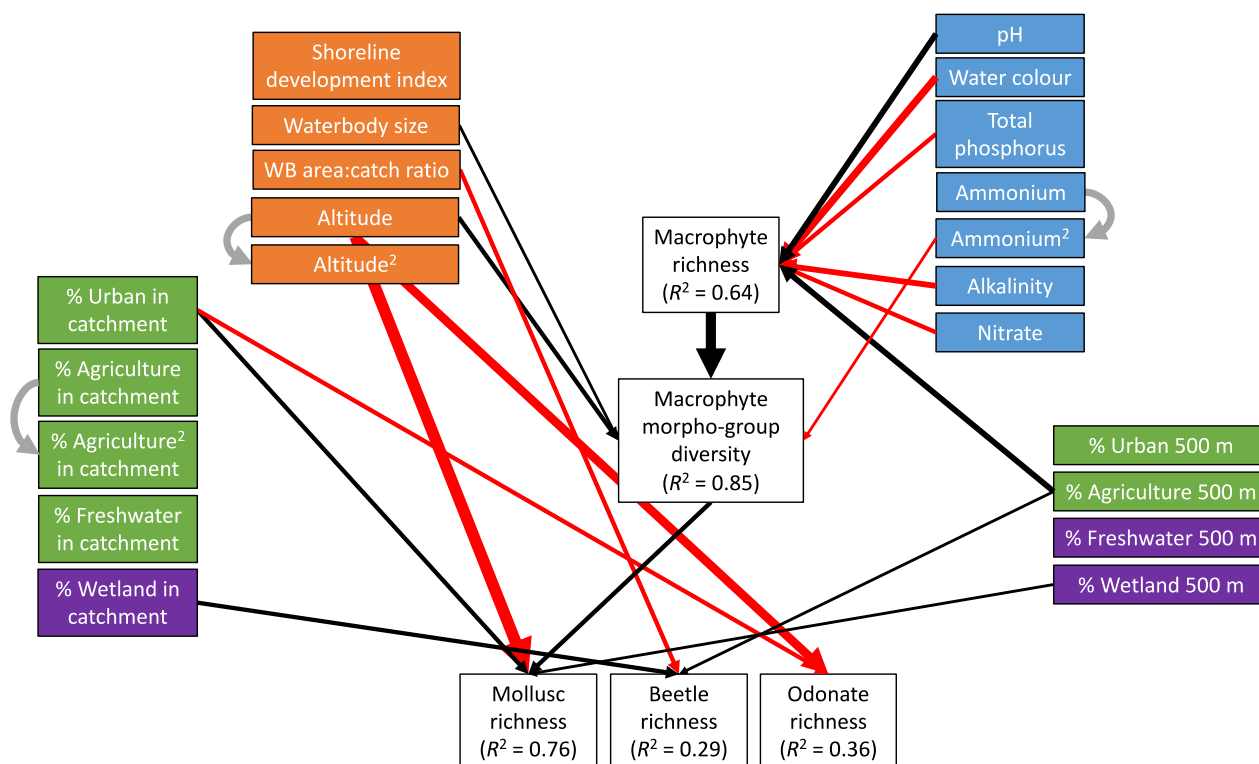 Shoreline
development index
Waterbody size
WB area:catch ratio
Altitude
Altitude²
pH
Water colour
Total
phosphorus
Ammonium
Ammonium²
Alkalinity
Nitrate
Macrophyte
richness
(R² = 0.64)
% Urban in
catchment
% Agriculture
in catchment
% Agriculture²
in catchment
% Freshwater
in catchment
% Wetland in
catchment
Macrophyte
morpho-group
diversity
(R² = 0.85)
% Urban 500 m
% Agriculture 500 m
% Freshwater 500 m
% Wetland 500 m
Mollusc
richness
(R² = 0.76)
Beetle
richness
(R² = 0.29)
Odonate
richness
(R² = 0.36)